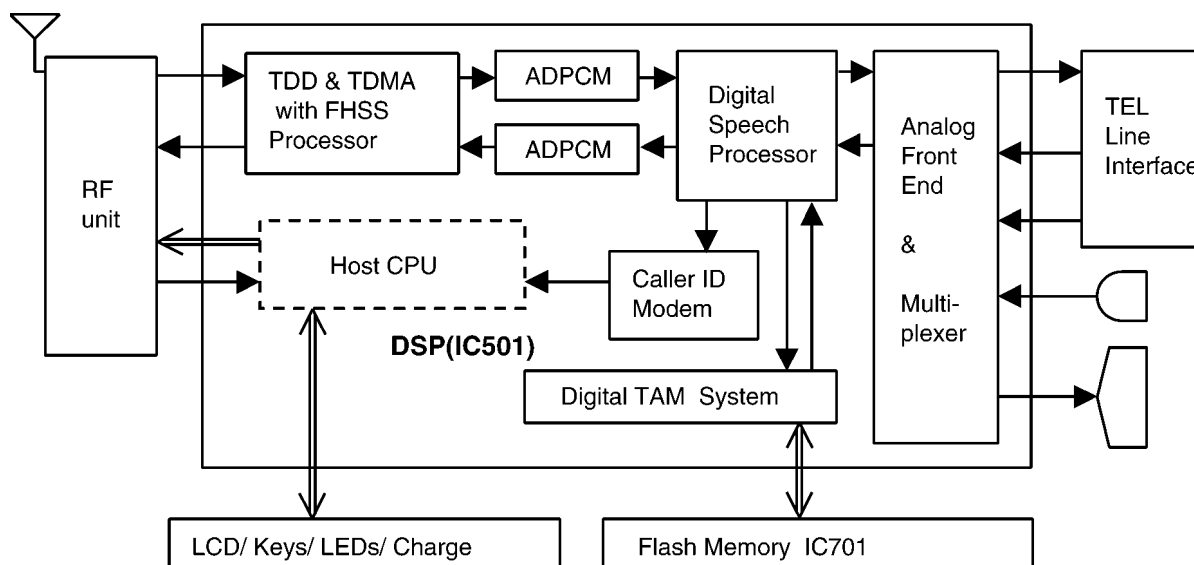 RF
unit
TDD & TDMA
with FHSS
Processor
ADPCM
ADPCM
Digital
Speech
Processor
Analog
Front
End
&
Multi-
plexer
TEL
Line
Interface
Host CPU
Caller ID
Modem
DSP(IC501)
Digital TAM System
LCD/ Keys/ LEDs/ Charge
Flash Memory IC701